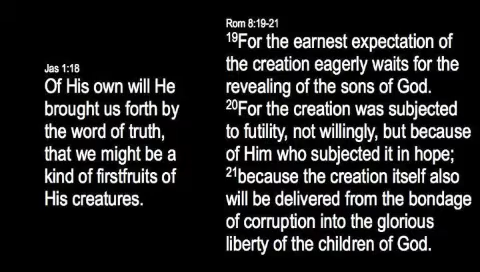 Jas 1:18
Of His own will He
brought us forth by
the word of truth,
that we might be a
kind of firstfruits of
His creatures.
Rom 8:19-21
19For the earnest expectation of
the creation eagerly waits for the
revealing of the sons of God.
20For the creation was subjected
to futility, not willingly, but because
of Him who subjected it in hope;
21because the creation itself also
will be delivered from the bondage
of corruption into the glorious
liberty of the children of God.